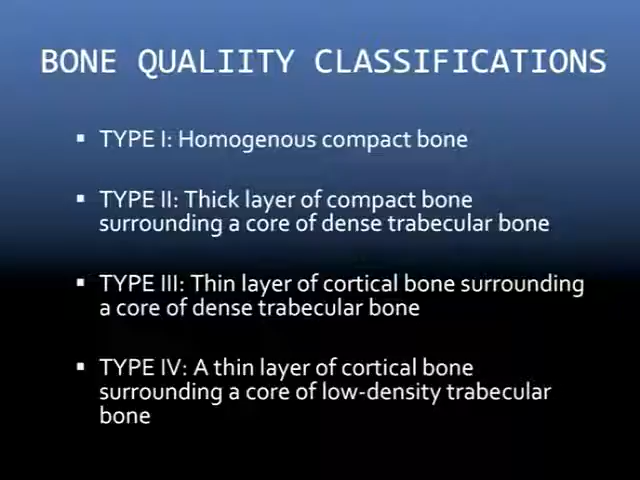 BONE QUALIITY CLASSIFICATIONS
▪ TYPE I: Homogenous compact bone
▪ TYPE II: Thick layer of compact bone
surrounding a core of dense trabecular bone
▪ TYPE III: Thin layer of cortical bone surrounding
a core of dense trabecular bone
▪ TYPE IV: A thin layer of cortical bone
surrounding a core of low-density trabecular
bone